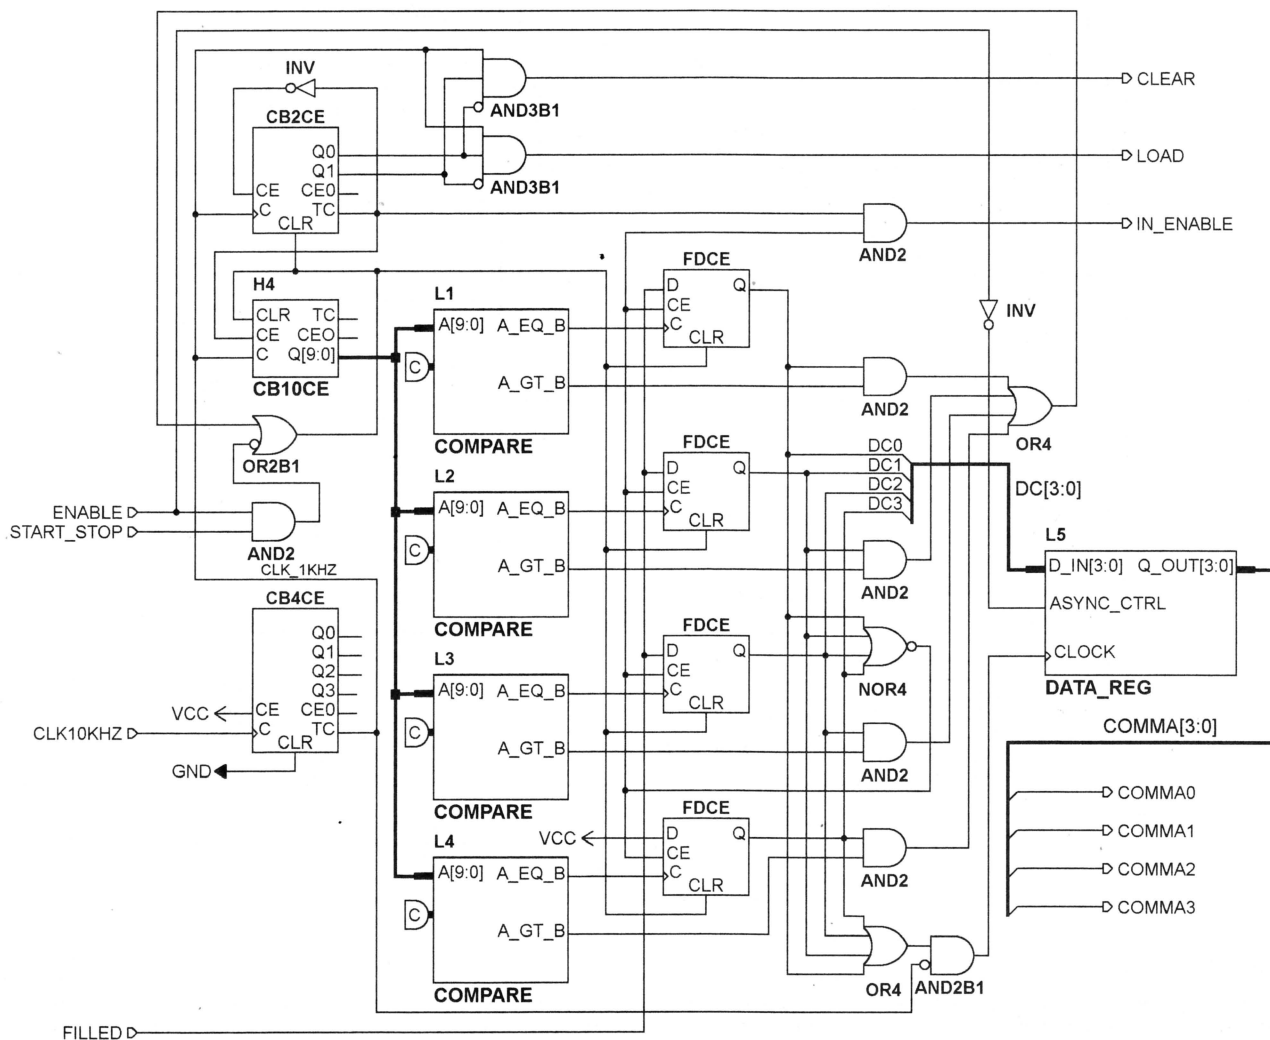 INV
CB2CE
Q0
Q1
CE CE0
C TC
CLR
AND3B1
CLEAR
AND3B1
LOAD
AND2
IN_ENABLE
H4
CLR TC
CE CEO
C Q[9:0]
CB10CE
OR2B1
ENABLE
START_STOP
AND2
CLK_1KHZ
CB4CE
Q0
Q1
Q2
Q3
VCC
CE CE0
CLK10KHZ
C TC
CLR
GND
L1
A[9:0] A_EQ_B
C
A_GT_B
COMPARE
L2
A[9:0] A_EQ_B
C
A_GT_B
COMPARE
L3
A[9:0] A_EQ_B
C
A_GT_B
COMPARE
L4
A[9:0] A_EQ_B
C
A_GT_B
COMPARE
FDCE
D Q
CE
C
CLR
FDCE
D Q
CE
C
CLR
FDCE
D Q
CE
C
CLR
FDCE
VCC
D Q
CE
C
CLR
INV
AND2
OR4
DC0
DC1
DC2
DC3
DC[3:0]
AND2
NOR4
AND2
AND2
OR4
AND2B1
L5
D_IN[3:0] Q_OUT[3:0]
ASYNC_CTRL
CLOCK
DATA_REG
COMMA[3:0]
COMMA0
COMMA1
COMMA2
COMMA3
FILLED